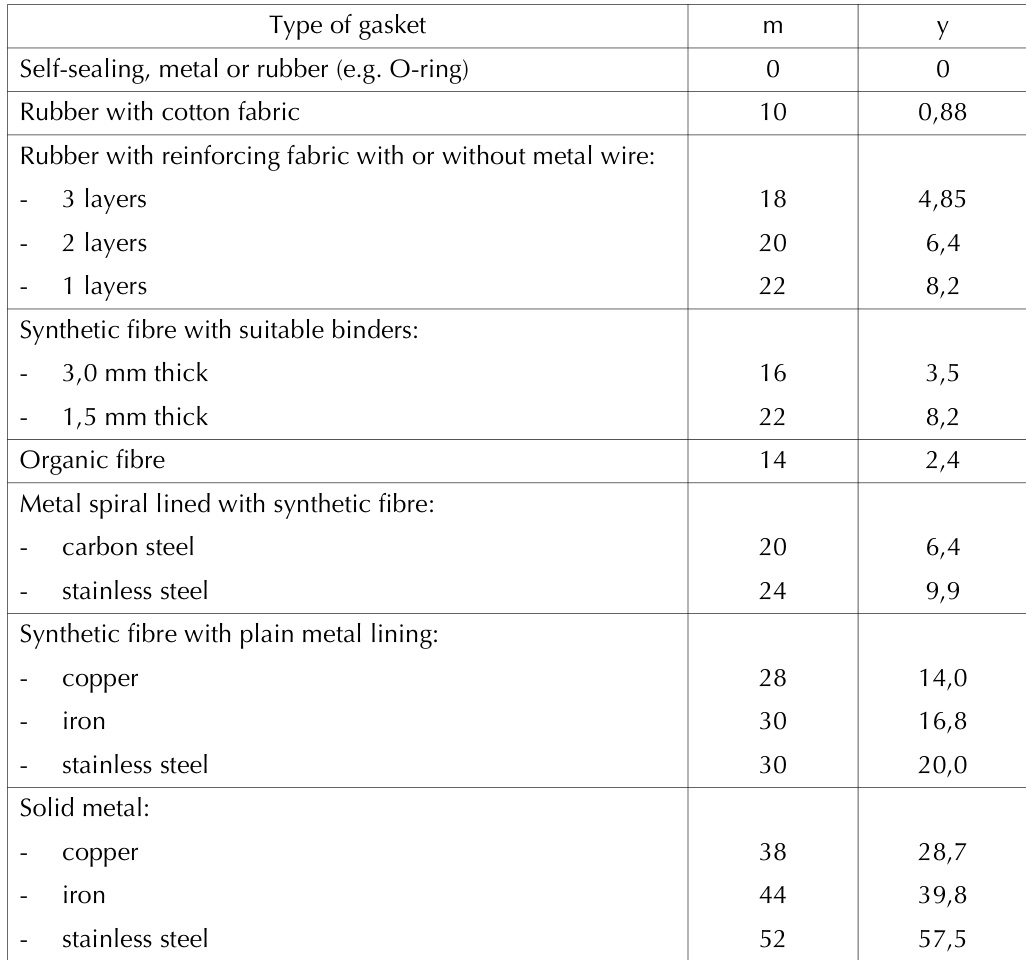 Type of gasket m y
Self-sealing, metal or rubber (e.g. O-ring) 0 0
Rubber with cotton fabric 10 0,88
Rubber with reinforcing fabric with or without metal wire:
- 3 layers 18 4,85
- 2 layers 20 6,4
- 1 layers 22 8,2
Synthetic fibre with suitable binders:
- 3,0 mm thick 16 3,5
- 1,5 mm thick 22 8,2
Organic fibre 14 2,4
Metal spiral lined with synthetic fibre:
- carbon steel 20 6,4
- stainless steel 24 9,9
Synthetic fibre with plain metal lining:
- copper 28 14,0
- iron 30 16,8
- stainless steel 30 20,0
Solid metal:
- copper 38 28,7
- iron 44 39,8
- stainless steel 52 57,5